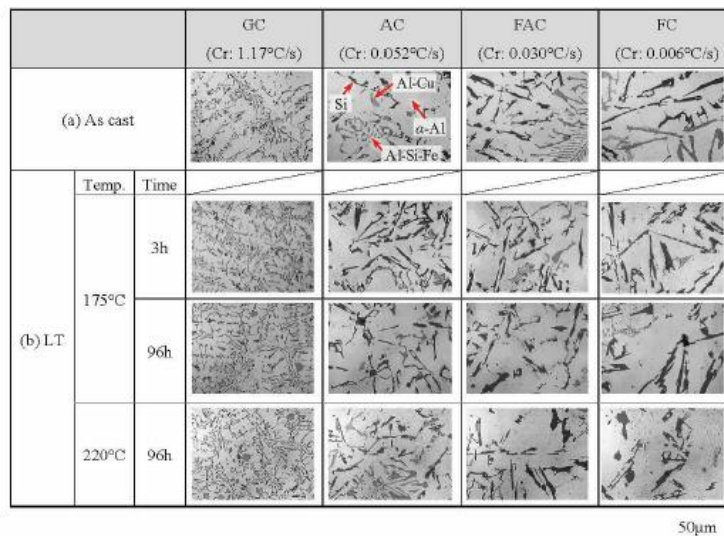 GC AC FAC FC
(Cr: 1.17°C/s) (Cr: 0.052°C/s) (Cr: 0.030°C/s) (Cr: 0.006°C/s)
(a) As cast
Si
Al-Cu
α-Al
Al-Si-Fe
Temp. Time
(b) LT
175°C
3h
96h
220°C 96h
50μm